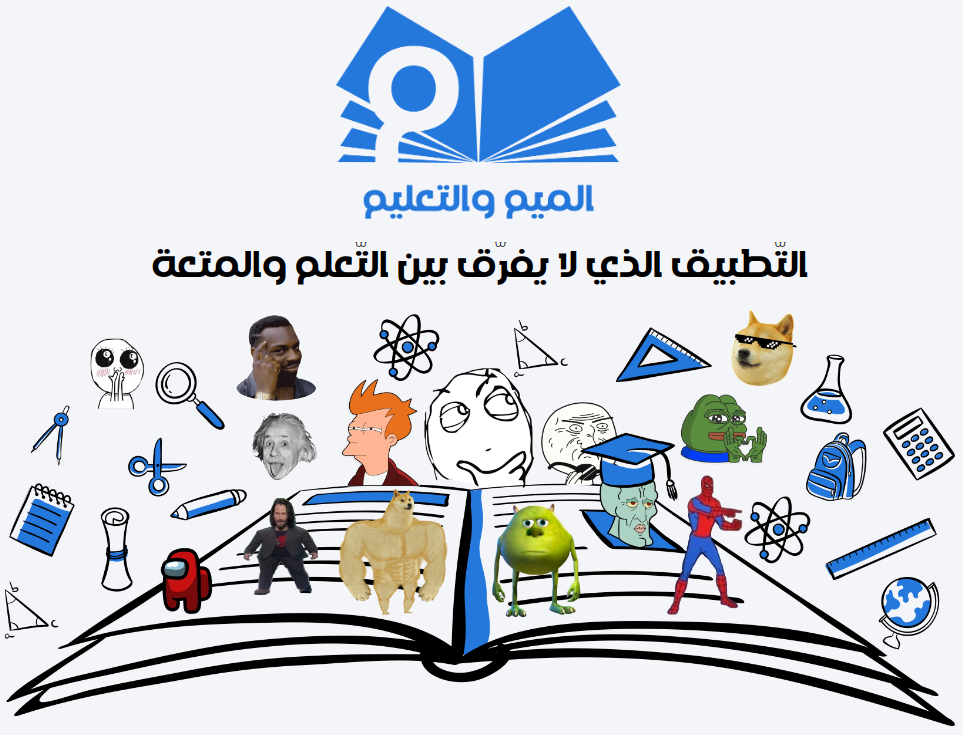 الميم والتعليم
التّطبيق الذي لا يفرّق بين التّعلم والمتعة
b
a
c
b
a
c